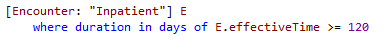 [Encounter: "Inpatient"] E
where duration in days of E.effectiveTime >= 120